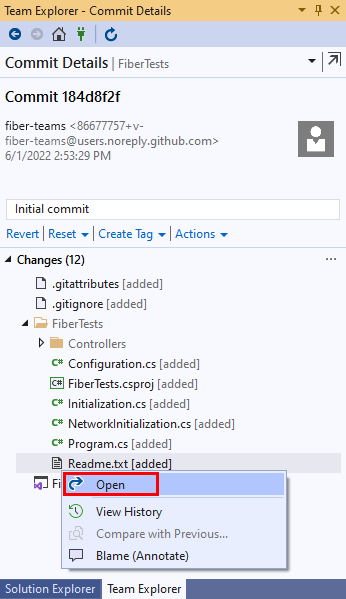 Team Explorer - Commit Details
Commit Details | FiberTests
Commit 184d8f2f
fiber-teams <86677757+v-
fiber-teams@users.noreply.github.com>
6/1/2022 2:53:29 PM
Initial commit
Revert | Reset | Create Tag | Actions
Changes (12)
.gitattributes [added]
.gitignore [added]
FiberTests
Controllers
C# Configuration.cs [added]
C# FiberTests.csproj [added]
C# Initialization.cs [added]
C# NetworkInitialization.cs [added]
C# Program.cs [added]
Readme.txt [added]
Fi
Open
View History
Compare with Previous...
Blame (Annotate)
Solution Explorer Team Explorer